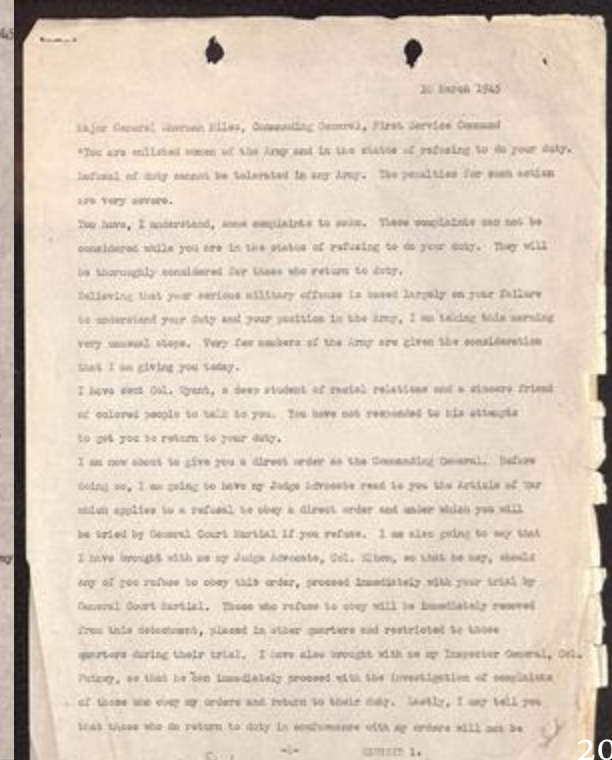 10 March 1945
Major General Sherman Miles, Commanding General, First Service Command
"You are enlisted women of the Army and in the status of refusing to do your duty.
Refusal of duty cannot be tolerated in any Army. The penalties for such action
are very severe.
You have, I understand, some complaints to make. These complaints can not be
considered while you are in the status of refusing to do your duty. They will
be thoroughly considered for those who return to duty.
Believing that your serious military offense is based largely on your failure
to understand your duty and your position in the Army, I am taking this morning
very unusual steps. Very few members of the Army are given the consideration
that I am giving you today.
I have sent Col. a deep student of racial relations and a sincere friend
of colored people to talk to you. You have not responded to his attempts
to get you to return to your duty.
I am now about to give you a direct order as the Commanding General. Before
doing so, I am going to have my Judge Advocate read to you the Article of War
which applies to a refusal to obey a direct order and under which you will
be tried by General Court Martial if you refuse. I am also going to say that
I have brought with me my Judge Advocate, Col. so that he may, should
any of you refuse to obey this order, proceed immediately with your trial by
General Court Martial. Those who refuse to obey will be immediately removed
from this detachment, placed in other quarters and restricted to those
quarters during their trial. I have also brought with me my Inspector General, Col.
Putney, so that he can immediately proceed with the investigation of complaints
of those who obey my orders and return to their duty. Lastly, I may tell you
that those who do return to duty in conformance with my orders will not be
EXHIBIT 1.
20